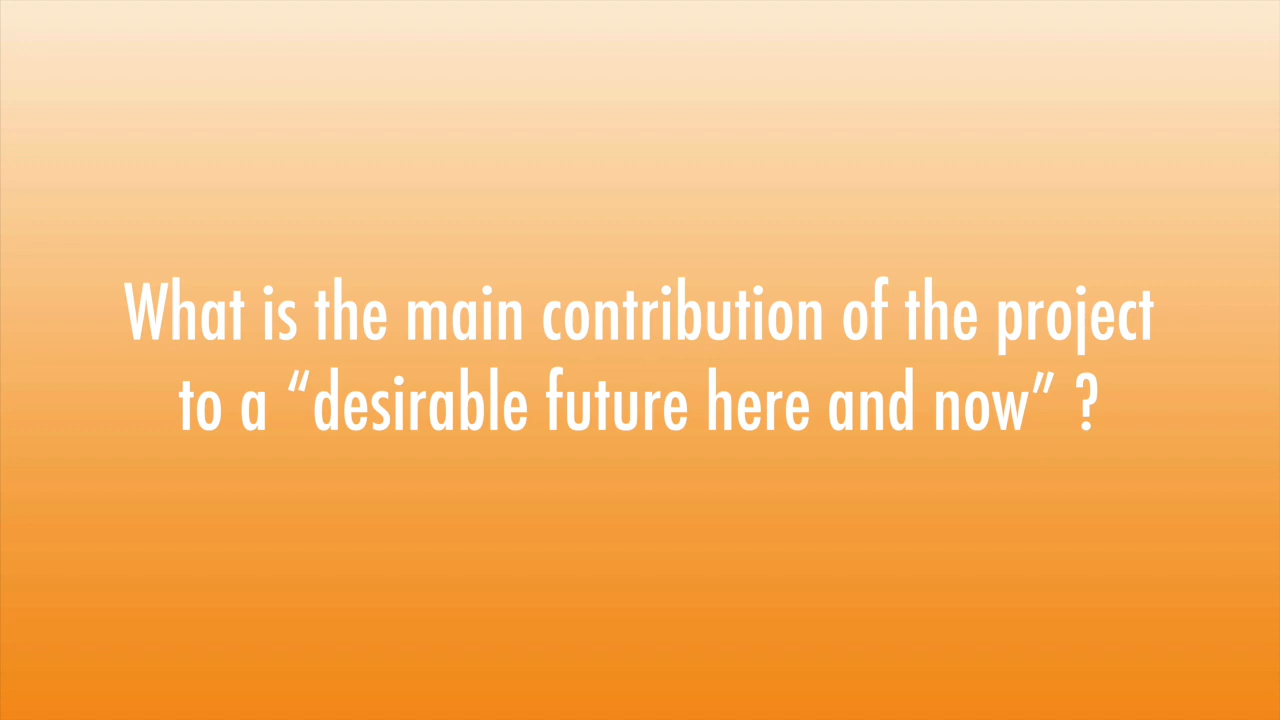 What is the main contribution of the project
to a “desirable future here and now” ?